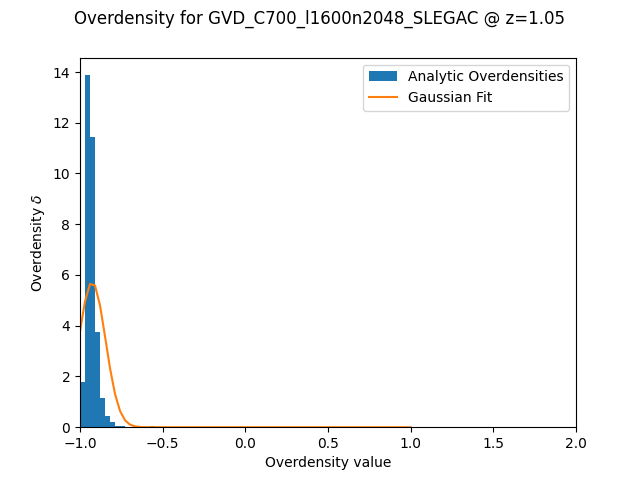 Overdensity for GVD_C700_l1600n2048_SLEGAC @ z=1.05
Analytic Overdensities
Gaussian Fit
Overdensity δ
14
12
10
8
6
4
2
0
−1.0 −0.5 0.0 0.5 1.0 1.5 2.0
Overdensity value